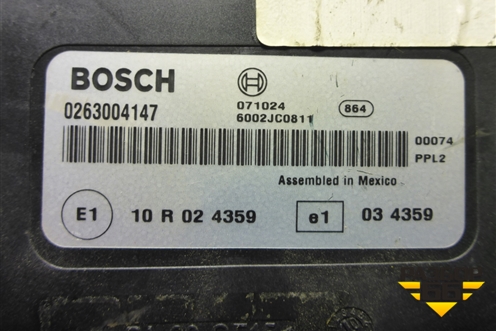 BOSCH
0263004147
071024
864
6002JC0811
00074
PPL2
Assembled in Mexico
E1
10 R 02 4359
e1
03 4359